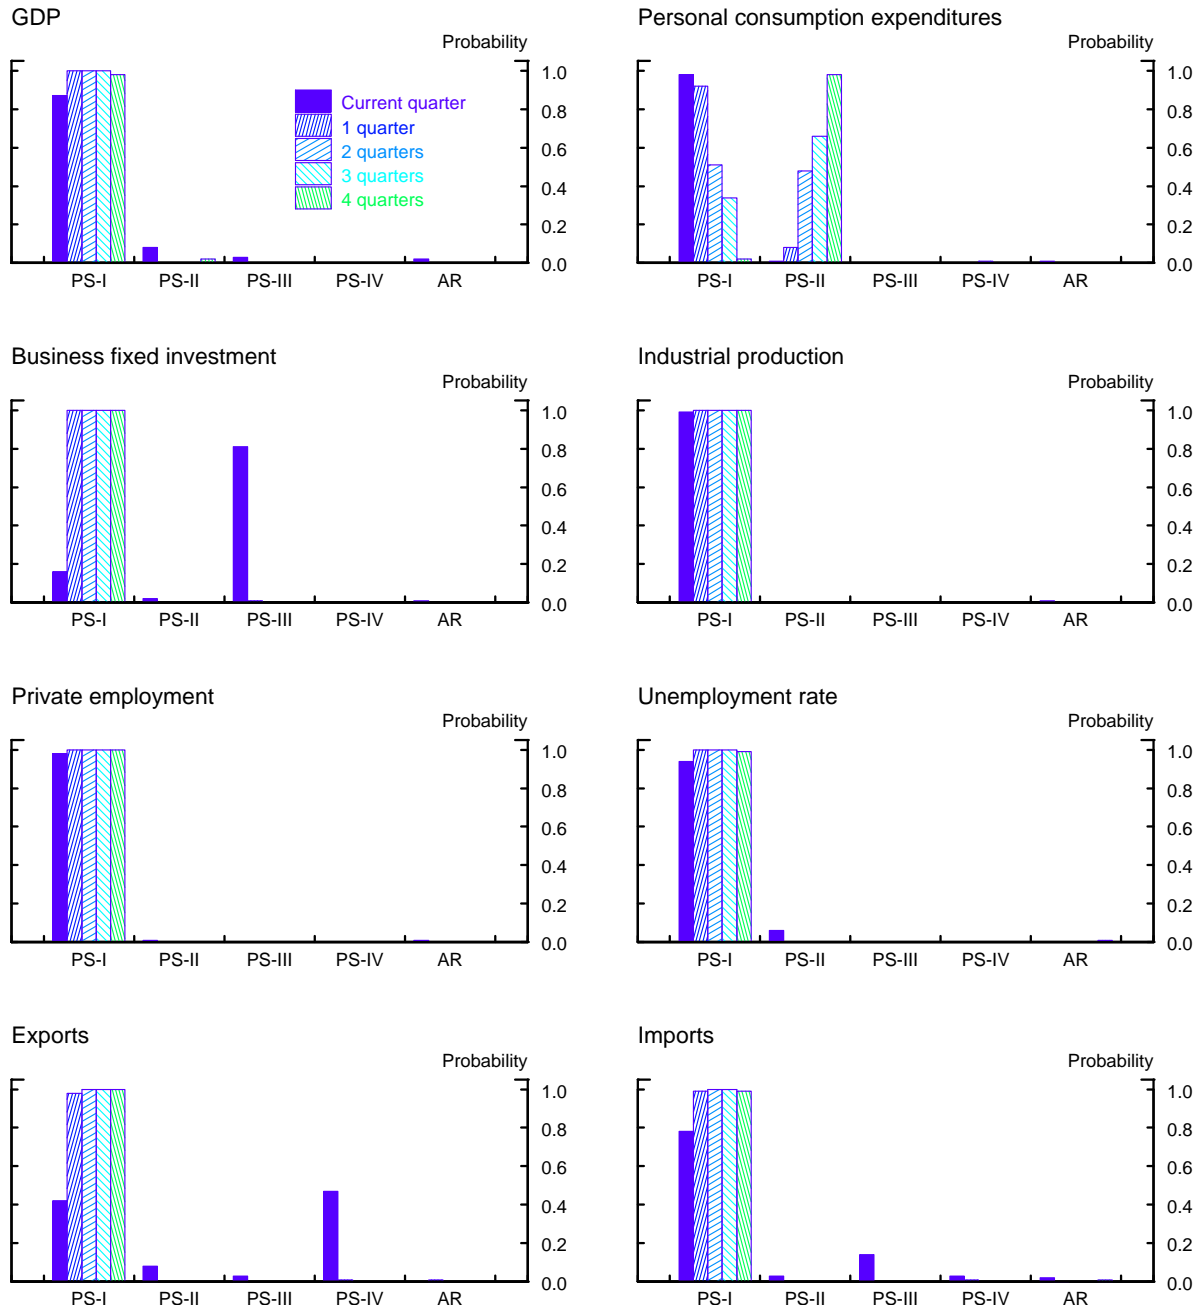 GDP
Probability
1.0
0.8
0.6
0.4
0.2
0.0
Current quarter
1 quarter
2 quarters
3 quarters
4 quarters
PS-I PS-II PS-III PS-IV AR
Personal consumption expenditures
Probability
1.0
0.8
0.6
0.4
0.2
0.0
PS-I PS-II PS-III PS-IV AR
Business fixed investment
Probability
1.0
0.8
0.6
0.4
0.2
0.0
PS-I PS-II PS-III PS-IV AR
Industrial production
Probability
1.0
0.8
0.6
0.4
0.2
0.0
PS-I PS-II PS-III PS-IV AR
Private employment
Probability
1.0
0.8
0.6
0.4
0.2
0.0
PS-I PS-II PS-III PS-IV AR
Unemployment rate
Probability
1.0
0.8
0.6
0.4
0.2
0.0
PS-I PS-II PS-III PS-IV AR
Exports
Probability
1.0
0.8
0.6
0.4
0.2
0.0
PS-I PS-II PS-III PS-IV AR
Imports
Probability
1.0
0.8
0.6
0.4
0.2
0.0
PS-I PS-II PS-III PS-IV AR